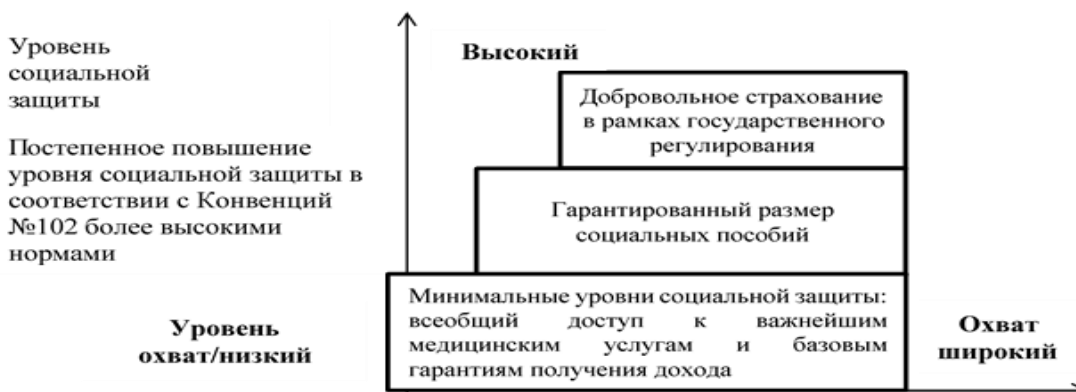 Уровень
социальной
защиты
Постепенное повышение
уровня социальной защиты в
соответствии с Конвенций
№102 более высокими
нормами
Высокий
Добровольное страхование
в рамках государственного
регулирования
Гарантированный размер
социальных пособий
Минимальные уровни социальной защиты:
всеобщий доступ к важнейшим
медицинским услугам и базовым
гарантиям получения дохода
Уровень
охват/низкий
Охват
широкий